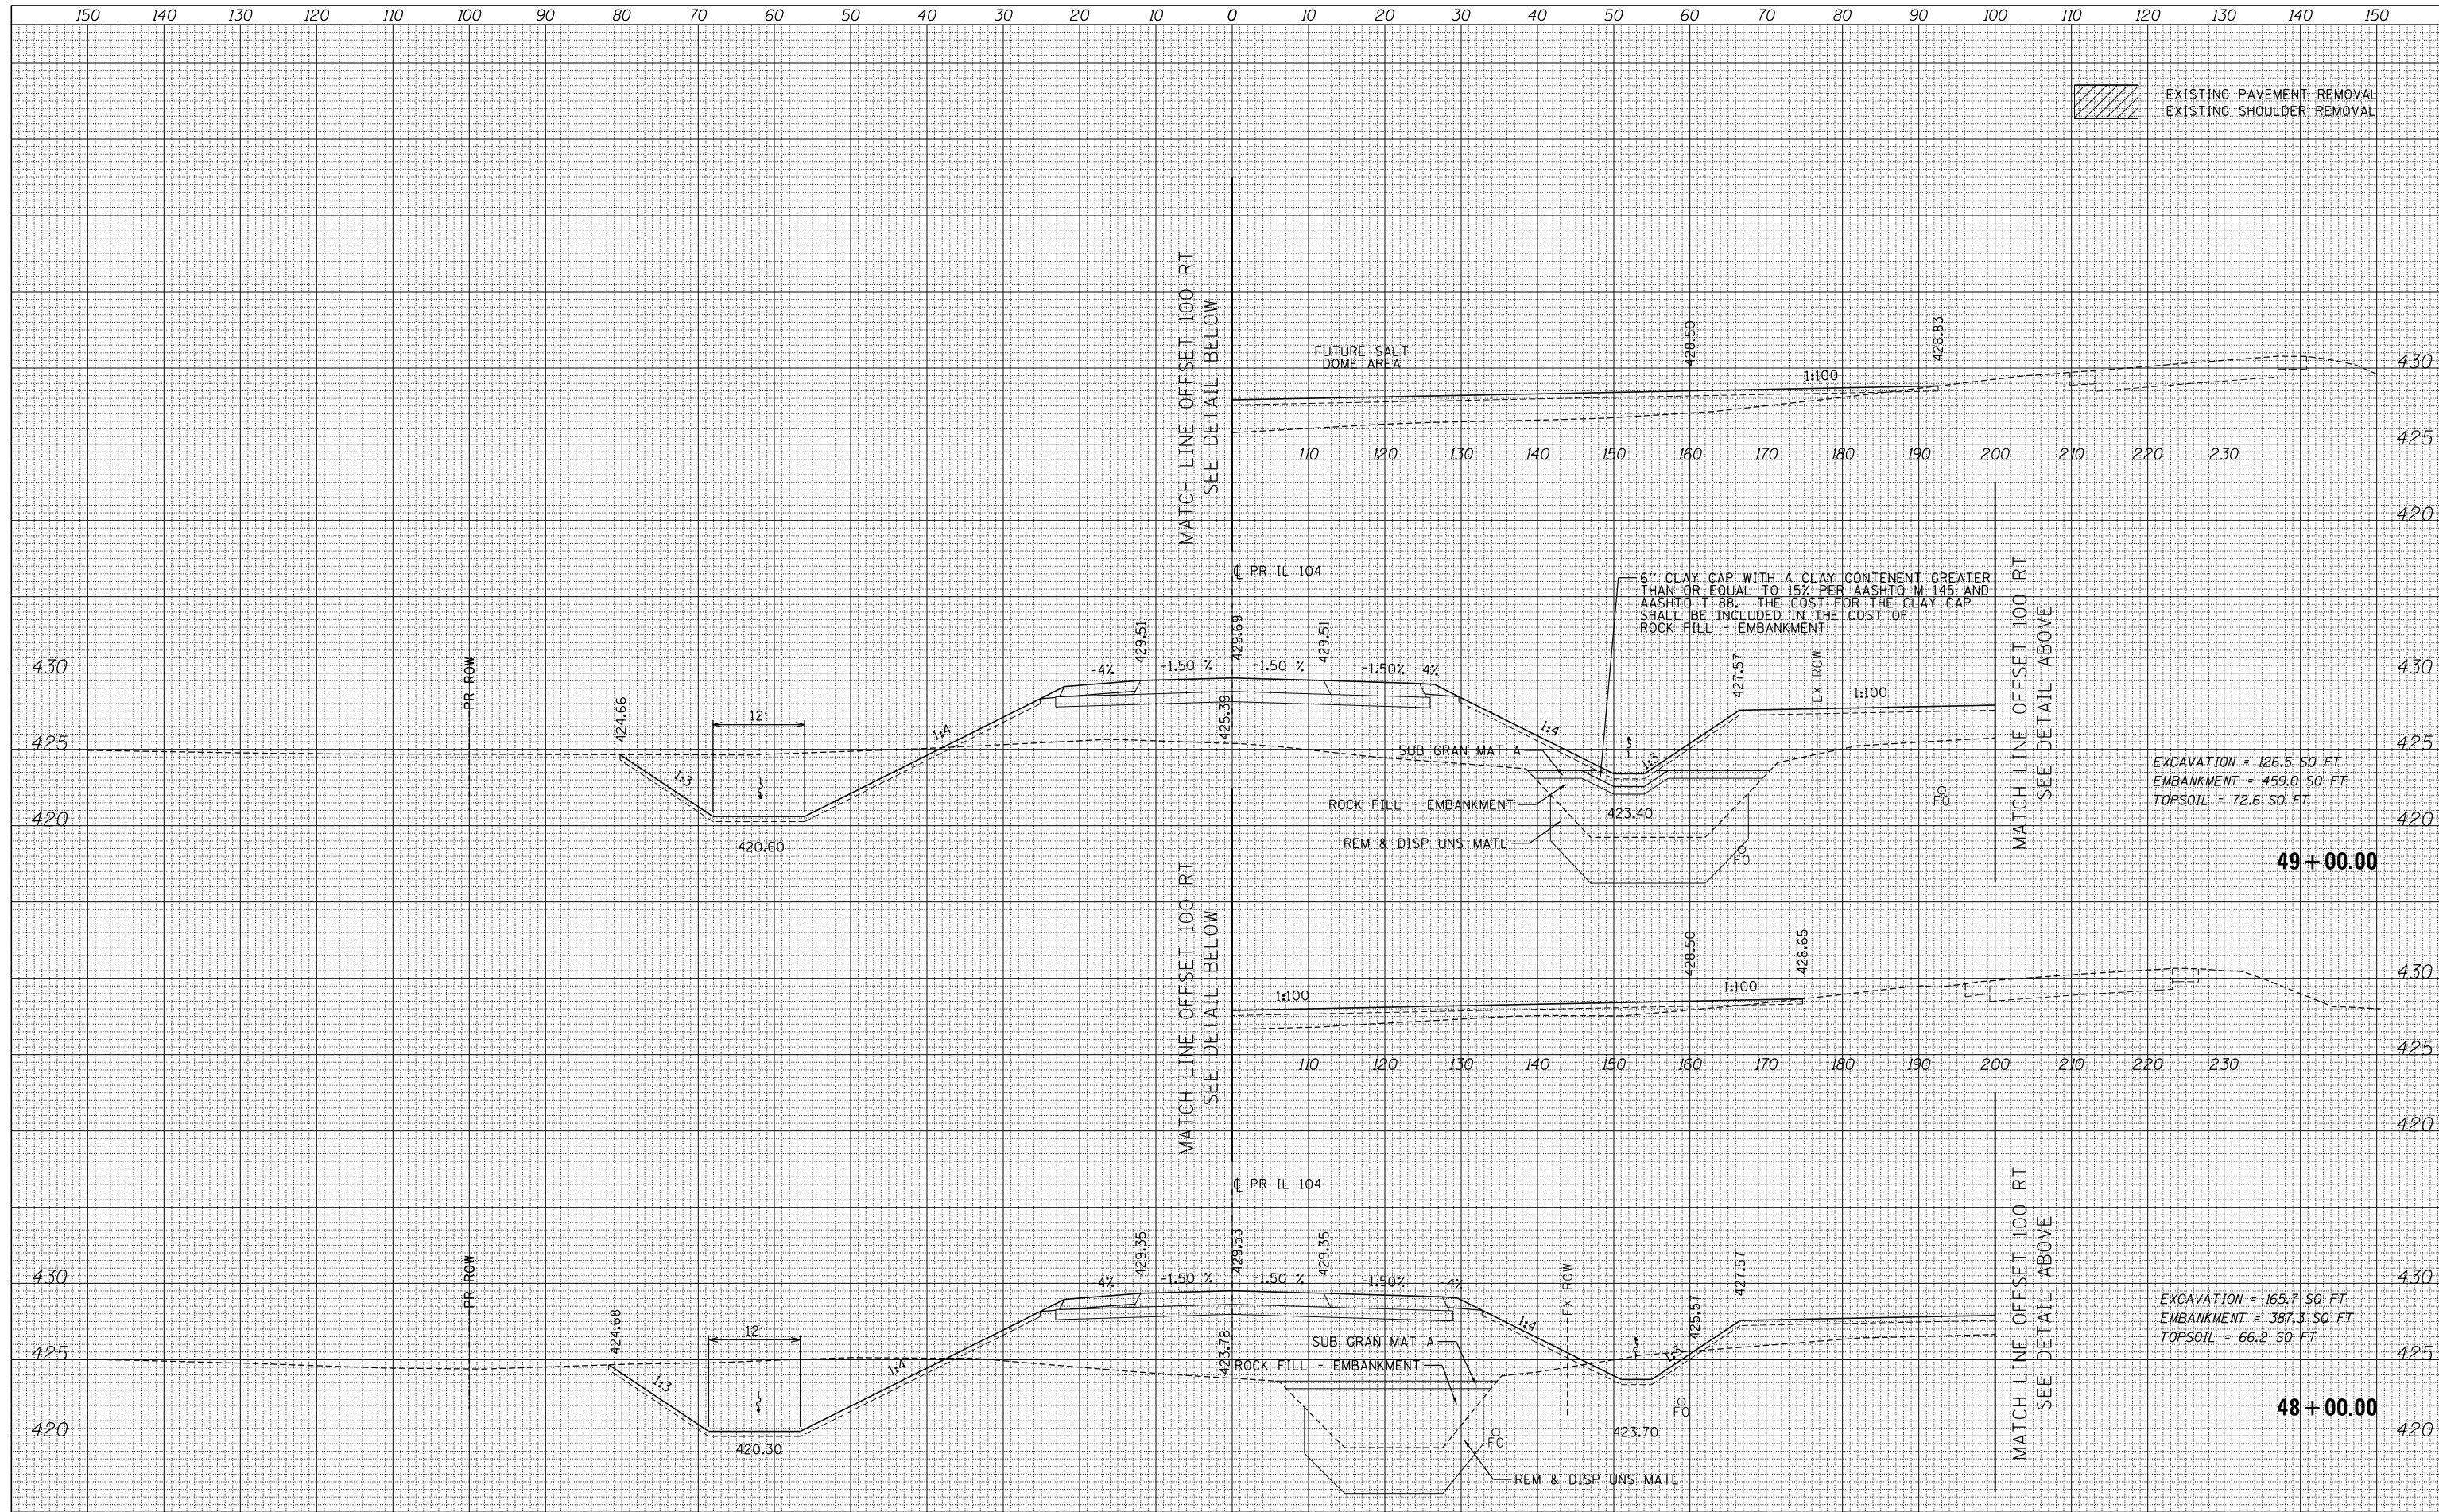 150 140 130 120 110 100 90 80 70 60 50 40 30 20 10 0 10 20 30 40 50 60 70 80 90 100 110 120 130 140 150
EXISTING PAVEMENT REMOVAL
EXISTING SHOULDER REMOVAL
MATCH LINE OFFSET 100 RT
SEE DETAIL BELOW
FUTURE SALT
DOME AREA
428.50
428.83
1:100
430
425
110 120 130 140 150 160 170 180 190 200 210 220 230
420
℄ PR IL 104
6" CLAY CAP WITH A CLAY CONTENENT GREATER
THAN OR EQUAL TO 15% PER AASHTO M 145 AND
AASHTO T 88. THE COST FOR THE CLAY CAP
SHALL BE INCLUDED IN THE COST OF
ROCK FILL - EMBANKMENT
MATCH LINE OFFSET 100 RT
SEE DETAIL ABOVE
430
PR ROW
424.66
12'
1:3
420.60
1:4
-4%
429.51
-1.50 %
429.69
-1.50 %
429.51
-1.50%
-4%
425.39
1:4
1:3
427.57
EX ROW
1:100
430
425
425
SUB GRAN MAT A
ROCK FILL - EMBANKMENT
REM & DISP UNS MATL
423.40
FO
FO
EXCAVATION = 126.5 SQ FT
EMBANKMENT = 459.0 SQ FT
TOPSOIL = 72.6 SQ FT
420
420
49+00.00
MATCH LINE OFFSET 100 RT
SEE DETAIL BELOW
428.50
428.65
1:100
1:100
430
425
110 120 130 140 150 160 170 180 190 200 210 220 230
420
℄ PR IL 104
MATCH LINE OFFSET 100 RT
SEE DETAIL ABOVE
430
PR ROW
424.68
12'
1:3
420.30
1:4
-4%
429.35
-1.50 %
429.53
-1.50 %
429.35
-1.50%
-4%
423.78
1:4
EX ROW
1:3
425.57
427.57
430
425
425
SUB GRAN MAT A
ROCK FILL - EMBANKMENT
REM & DISP UNS MATL
423.70
FO
FO
EXCAVATION = 165.7 SQ FT
EMBANKMENT = 387.3 SQ FT
TOPSOIL = 66.2 SQ FT
420
420
48+00.00